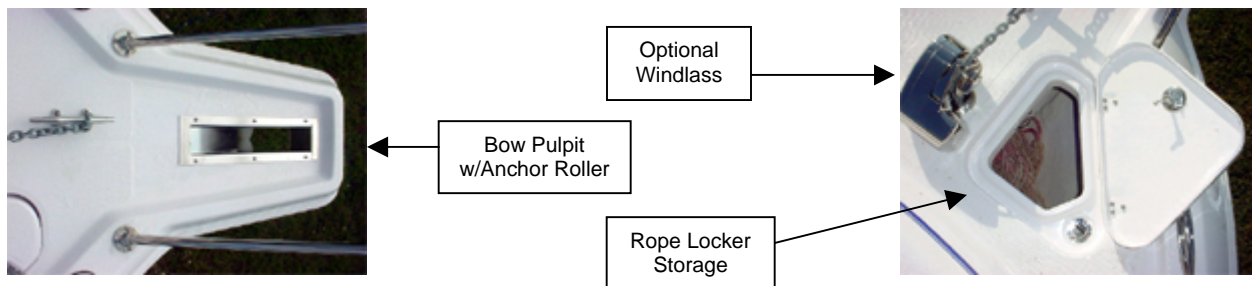 Optional
Windlass
Bow Pulpit
w/Anchor Roller
Rope Locker
Storage